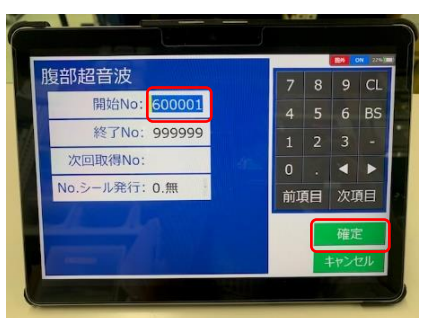 ON
腹部超音波
開始No: 600001
終了No: 999999
次回取得No:
No.シール発行: 0.無
7 8 9 CL
4 5 6 BS
1 2 3 -
0 . ◀ ▶
前項目 次項目
確定
キャンセル